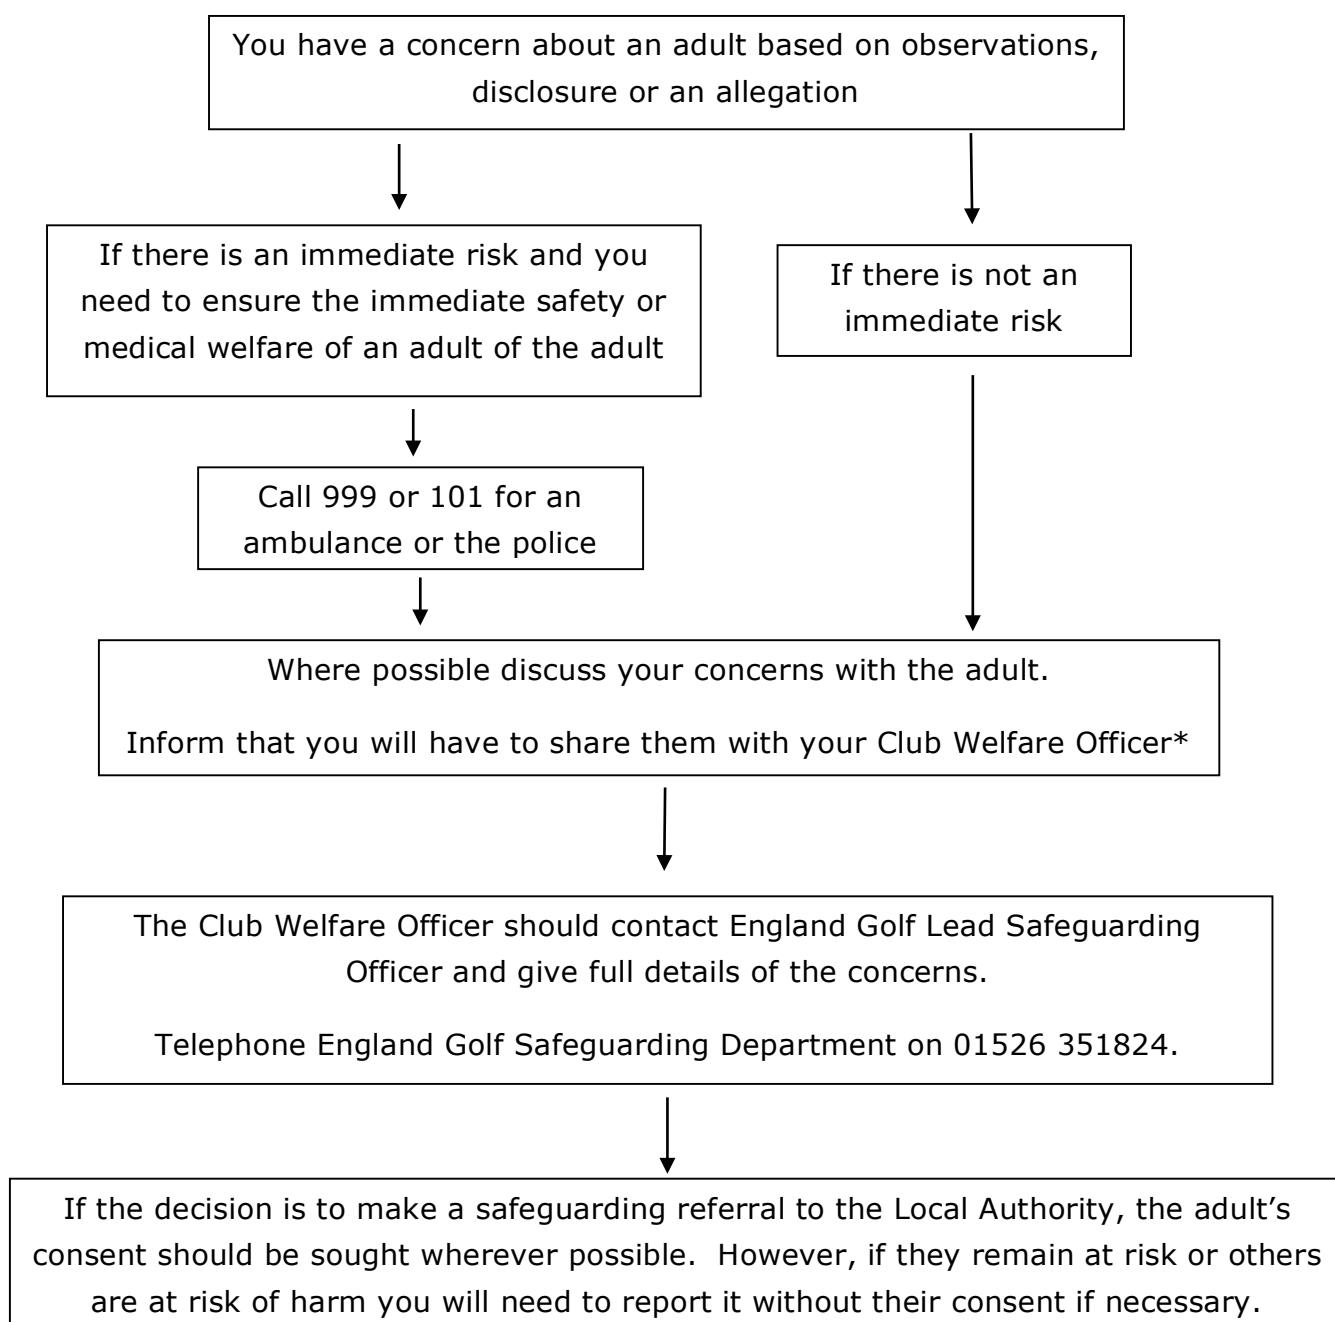 You have a concern about an adult based on observations,
disclosure or an allegation
If there is an immediate risk and you
need to ensure the immediate safety or
medical welfare of an adult of the adult
If there is not an
immediate risk
Call 999 or 101 for an
ambulance or the police
Where possible discuss your concerns with the adult.
Inform that you will have to share them with your Club Welfare Officer*
The Club Welfare Officer should contact England Golf Lead Safeguarding
Officer and give full details of the concerns.
Telephone England Golf Safeguarding Department on 01526 351824.
If the decision is to make a safeguarding referral to the Local Authority, the adult’s
consent should be sought wherever possible.  However, if they remain at risk or others
are at risk of harm you will need to report it without their consent if necessary.